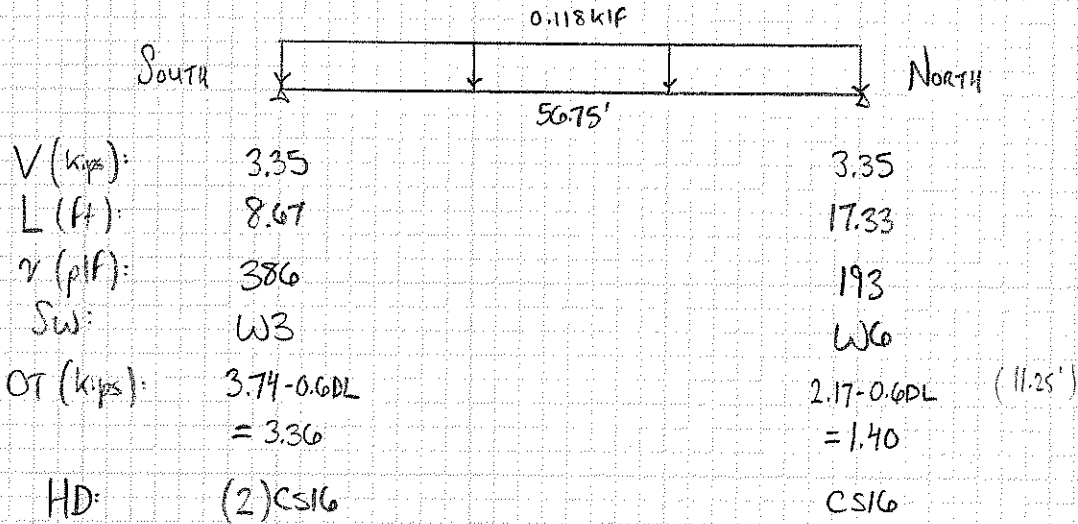 0.118 klf
SOUTH NORTH
56.75'
V (kips): 3.35 3.35
L (ft): 8.67 17.33
v (plf): 386 193
SW: W3 W6
OT (kips): 3.74-0.6DL 2.17-0.6DL (11.25')
= 3.36 = 1.40
HD: (2)CS16 CS16